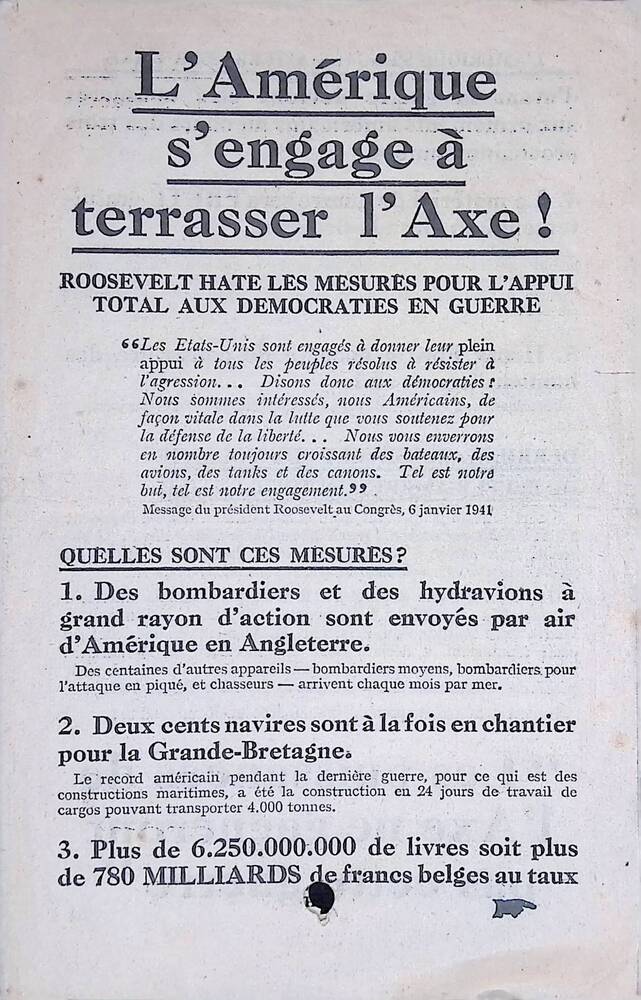 L'Amérique
s'engage à
terrasser l'Axe !
ROOSEVELT HATE LES MESURES POUR L'APPUI
TOTAL AUX DEMOCRATIES EN GUERRE
“Les Etats-Unis sont engagés à donner leur plein
appui à tous les peuples résolus à résister à
l'agression... Disons donc aux démocraties :
Nous sommes intéressés, nous Américains, de
façon vitale dans la lutte que vous soutenez pour
la défense de la liberté... Nous vous enverrons
en nombre toujours croissant des bateaux, des
avions, des tanks et des canons. Tel est notre
but, tel est notre engagement.”
Message du président Roosevelt au Congrès, 6 janvier 1941
QUELLES SONT CES MESURES ?
1. Des bombardiers et des hydravions à
grand rayon d'action sont envoyés par air
d'Amérique en Angleterre.
Des centaines d'autres appareils — bombardiers moyens, bombardiers pour
l'attaque en piqué, et chasseurs — arrivent chaque mois par mer.
2. Deux cents navires sont à la fois en chantier
pour la Grande-Bretagne.
Le record américain pendant la dernière guerre, pour ce qui est des
constructions maritimes, a été la construction en 24 jours de travail de
cargos pouvant transporter 4.000 tonnes.
3. Plus de 6.250.000.000 de livres soit plus
de 780 MILLIARDS de francs belges au taux